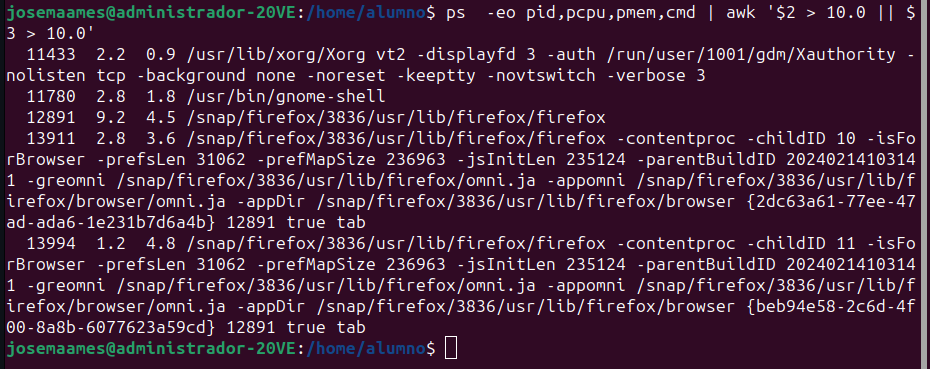 josemaames@administrador-20VE:/home/alumno$ ps  -eo pid,pcpu,pmem,cmd | awk '$2 > 10.0 || $
3 > 10.0'
  11433  2.2  0.9 /usr/lib/xorg/Xorg vt2 -displayfd 3 -auth /run/user/1001/gdm/Xauthority -
nolisten tcp -background none -noreset -keeptty -novtswitch -verbose 3
  11780  2.8  1.8 /usr/bin/gnome-shell
  12891  9.2  4.5 /snap/firefox/3836/usr/lib/firefox/firefox
  13911  2.8  3.6 /snap/firefox/3836/usr/lib/firefox/firefox -contentproc -childID 10 -isFo
rBrowser -prefsLen 31062 -prefMapSize 236963 -jsInitLen 235124 -parentBuildID 2024021410314
1 -greomni /snap/firefox/3836/usr/lib/firefox/omni.ja -appomni /snap/firefox/3836/usr/lib/f
irefox/browser/omni.ja -appDir /snap/firefox/3836/usr/lib/firefox/browser {2dc63a61-77ee-47
ad-ada6-1e231b7d6a4b} 12891 true tab
  13994  1.2  4.8 /snap/firefox/3836/usr/lib/firefox/firefox -contentproc -childID 11 -isFo
rBrowser -prefsLen 31062 -prefMapSize 236963 -jsInitLen 235124 -parentBuildID 2024021410314
1 -greomni /snap/firefox/3836/usr/lib/firefox/omni.ja -appomni /snap/firefox/3836/usr/lib/f
irefox/browser/omni.ja -appDir /snap/firefox/3836/usr/lib/firefox/browser {beb94e58-2c6d-4f
00-8a8b-6077623a59cd} 12891 true tab
josemaames@administrador-20VE:/home/alumno$